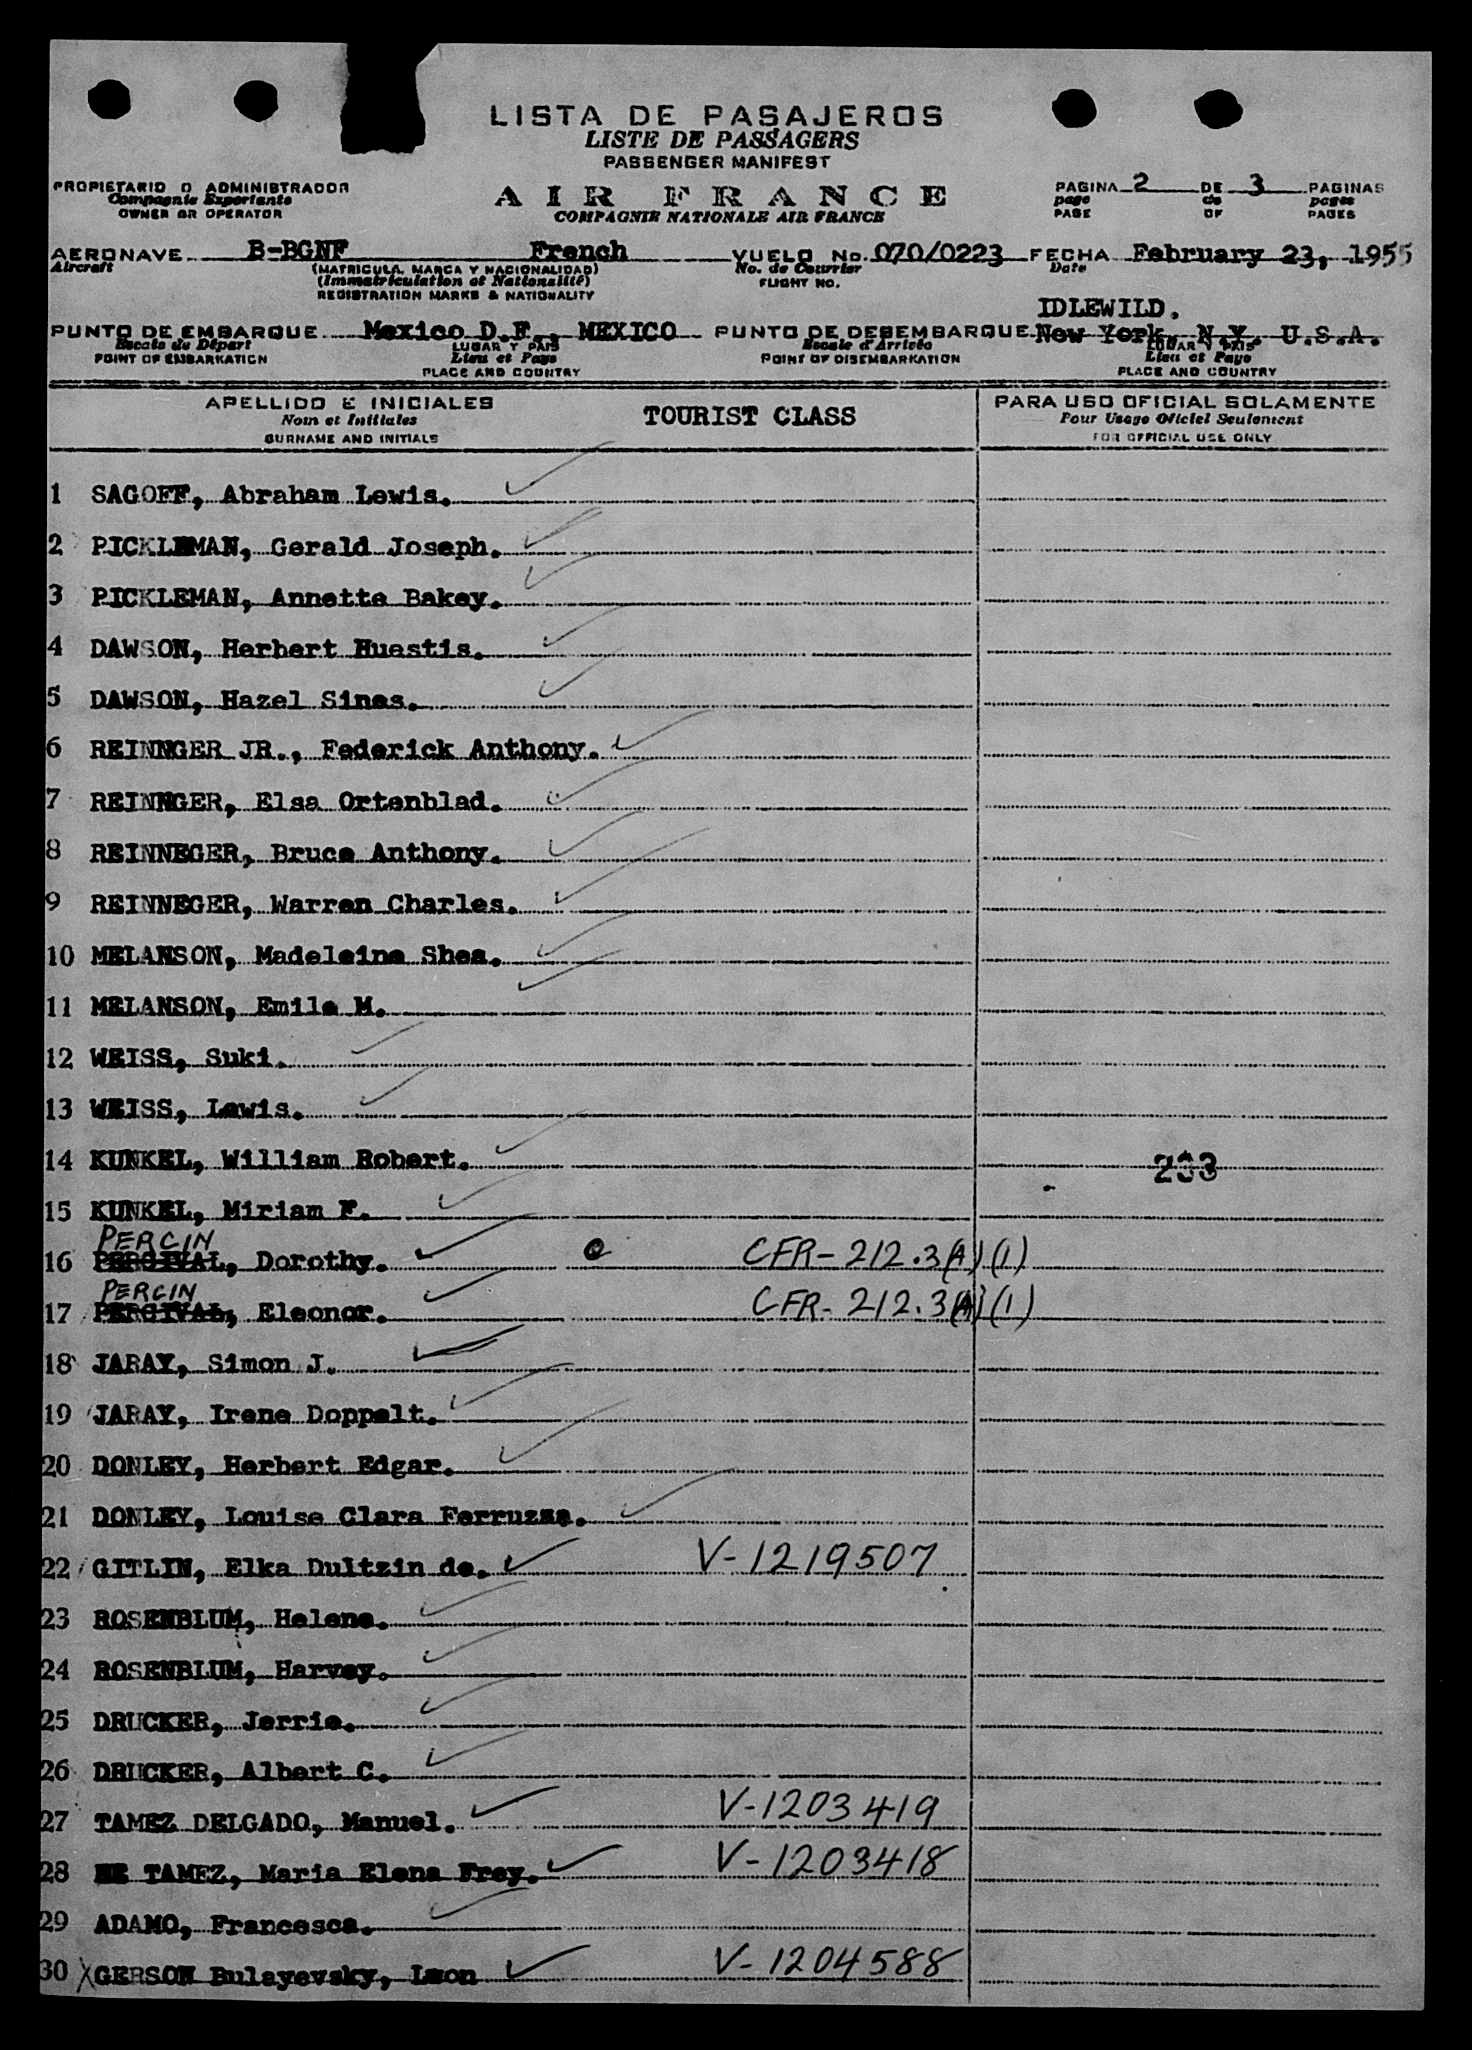 LISTA DE PASAJEROS
LISTE DE PASSAGERS
PASSENGER MANIFEST
PROPIETARIO O ADMINISTRADOR
Compagnie Exportante
OWNER OR OPERATOR
AIR FRANCE
COMPAGNIE NATIONALE AIR FRANCE
PAGINA 2 DE 3 PAGINAS
page de pages
PAGE OF PAGES
AERONAVE B-BGNF French VUELO No. 070/0223 FECHA February 23, 1955
Aircraft (MATRICULA, MARCA Y NACIONALIDAD) No. de Courrier Date
(Immatriculation et Nationalité) FLIGHT NO.
REGISTRATION MARKS & NATIONALITY
IDLEWILD.
PUNTO DE EMBARQUE Mexico D.F., MEXICO PUNTO DE DESEMBARQUE New York, N.Y. U.S.A.
Escale du Départ LUGAR Y PAIS Escale d'Arrivée LUGAR Y PAIS
POINT OF EMBARKATION Lieu et Pays POINT OF DISEMBARKATION Lieu et Pays
PLACE AND COUNTRY PLACE AND COUNTRY
APELLIDO E INICIALES TOURIST CLASS PARA USO OFICIAL SOLAMENTE
Nom et Initiales Pour Usage Officiel Seulement
SURNAME AND INITIALS FOR OFFICIAL USE ONLY
1 SAGOFF, Abraham Lewis.
2 PICKLEMAN, Gerald Joseph.
3 PICKLEMAN, Annette Bakey.
4 DAWSON, Herbert Huestis.
5 DAWSON, Hazel Sines.
6 REINNGER JR., Federick Anthony.
7 REINNGER, Elsa Ortenblad.
8 REINNEGER, Bruce Anthony.
9 REINNEGER, Warren Charles.
10 MELANSON, Madeleine Shea.
11 MELANSON, Emile M.
12 WEISS, Suki.
13 WEISS, Lewis.
14 KUNKEL, William Robert. 233
15 KUNKEL, Miriam F.
PERCIN
16 PERCIVAL, Dorothy. CFR-212.3(A)(1)
PERCIN
17 PERCIVAL, Eleonor. CFR-212.3(A)(1)
18 JARAY, Simon J.
19 JARAY, Irene Doppelt.
20 DONLEY, Herbert Edgar.
21 DONLEY, Louise Clara Ferruzza.
22 GITLIN, Elka Dultzin de. V-1219507
23 ROSENBLUM, Helene.
24 ROSENBLUM, Harvey.
25 DRUCKER, Jerrie.
26 DRUCKER, Albert C.
27 TAMEZ DELGADO, Manuel. V-1203419
28 DE TAMEZ, Maria Elena Frey. V-1203418
29 ADAMO, Francesca.
30 GERSON Bulayevsky, Leon V-1204588